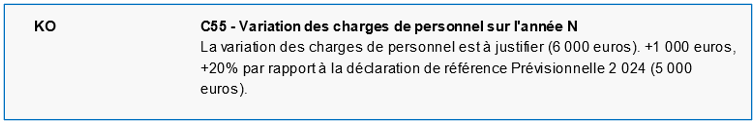 KO C55 - Variation des charges de personnel sur l'année N
La variation des charges de personnel est à justifier (6 000 euros). +1 000 euros,
+20% par rapport à la déclaration de référence Prévisionnelle 2 024 (5 000
euros).